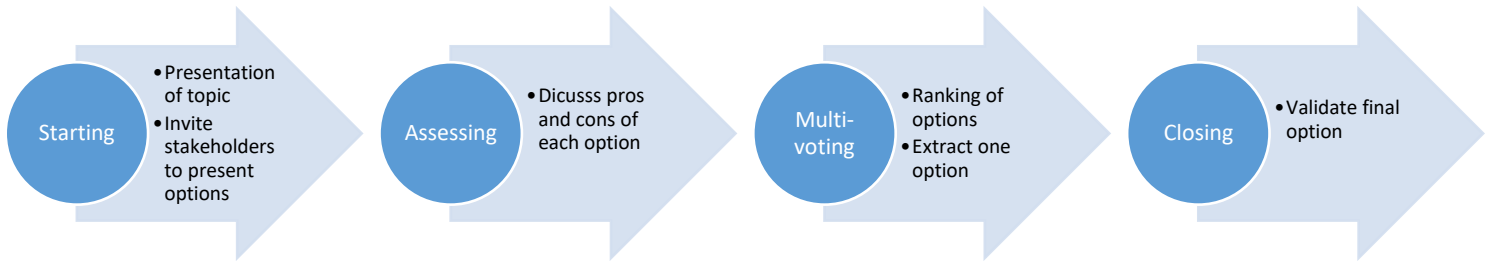 Starting
•Presentation
of topic
•Invite
stakeholders
to present
options
Assessing
•Dicusss pros
and cons of
each option
Multi-
voting
•Ranking of
options
•Extract one
option
Closing
•Validate final
option